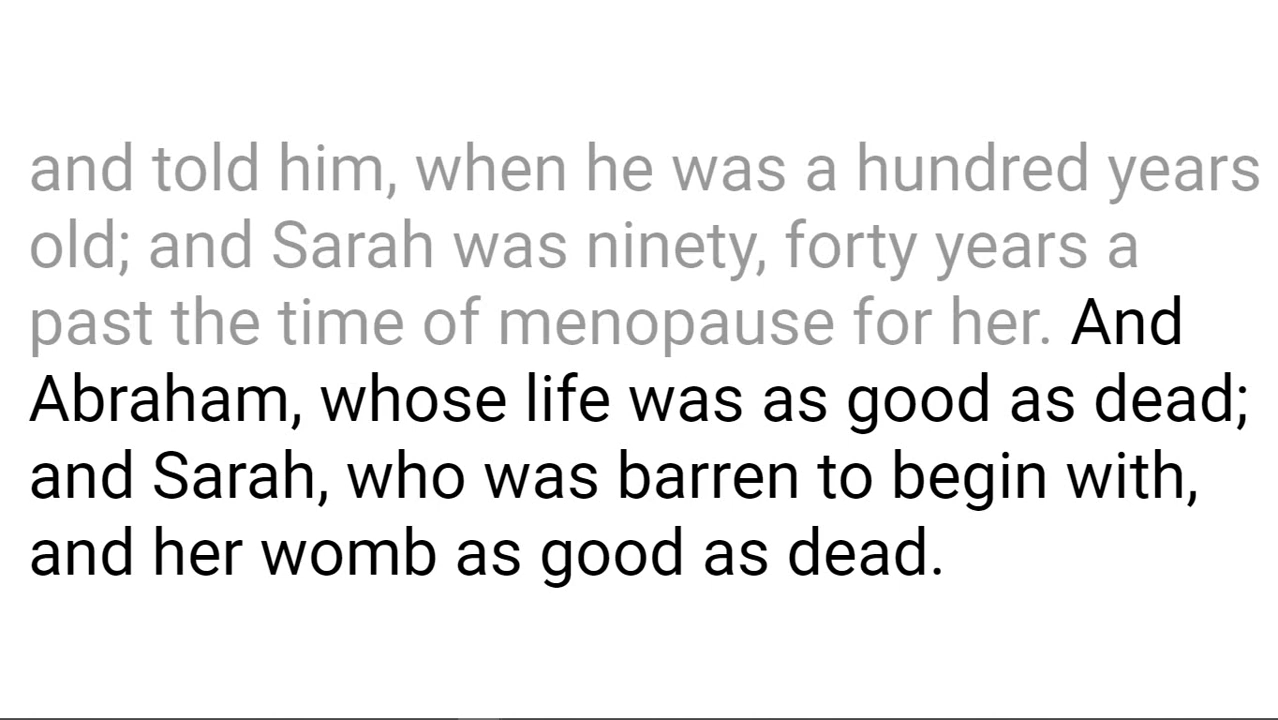 and told him, when he was a hundred years
old; and Sarah was ninety, forty years a
past the time of menopause for her. And
Abraham, whose life was as good as dead;
and Sarah, who was barren to begin with,
and her womb as good as dead.